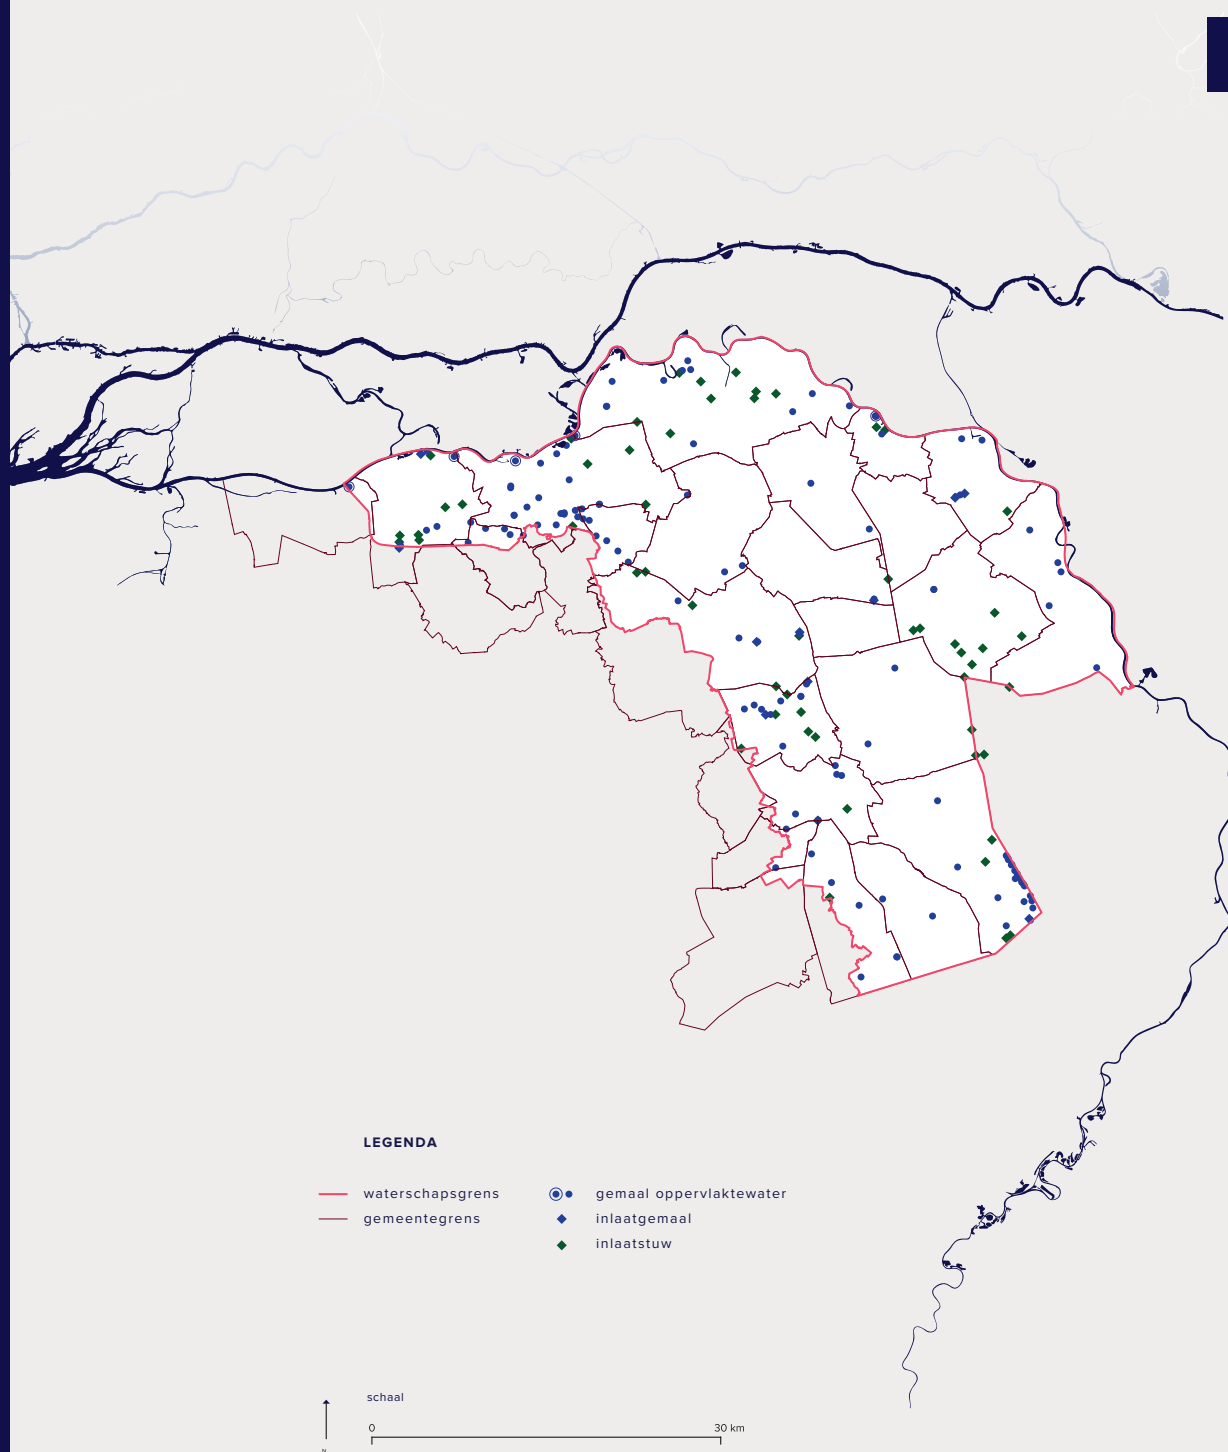 LEGENDA
waterschapsgrens
gemeentegrens
gemaal oppervlaktewater
inlaatgemaal
inlaatstuw
schaal
0 30 km
N